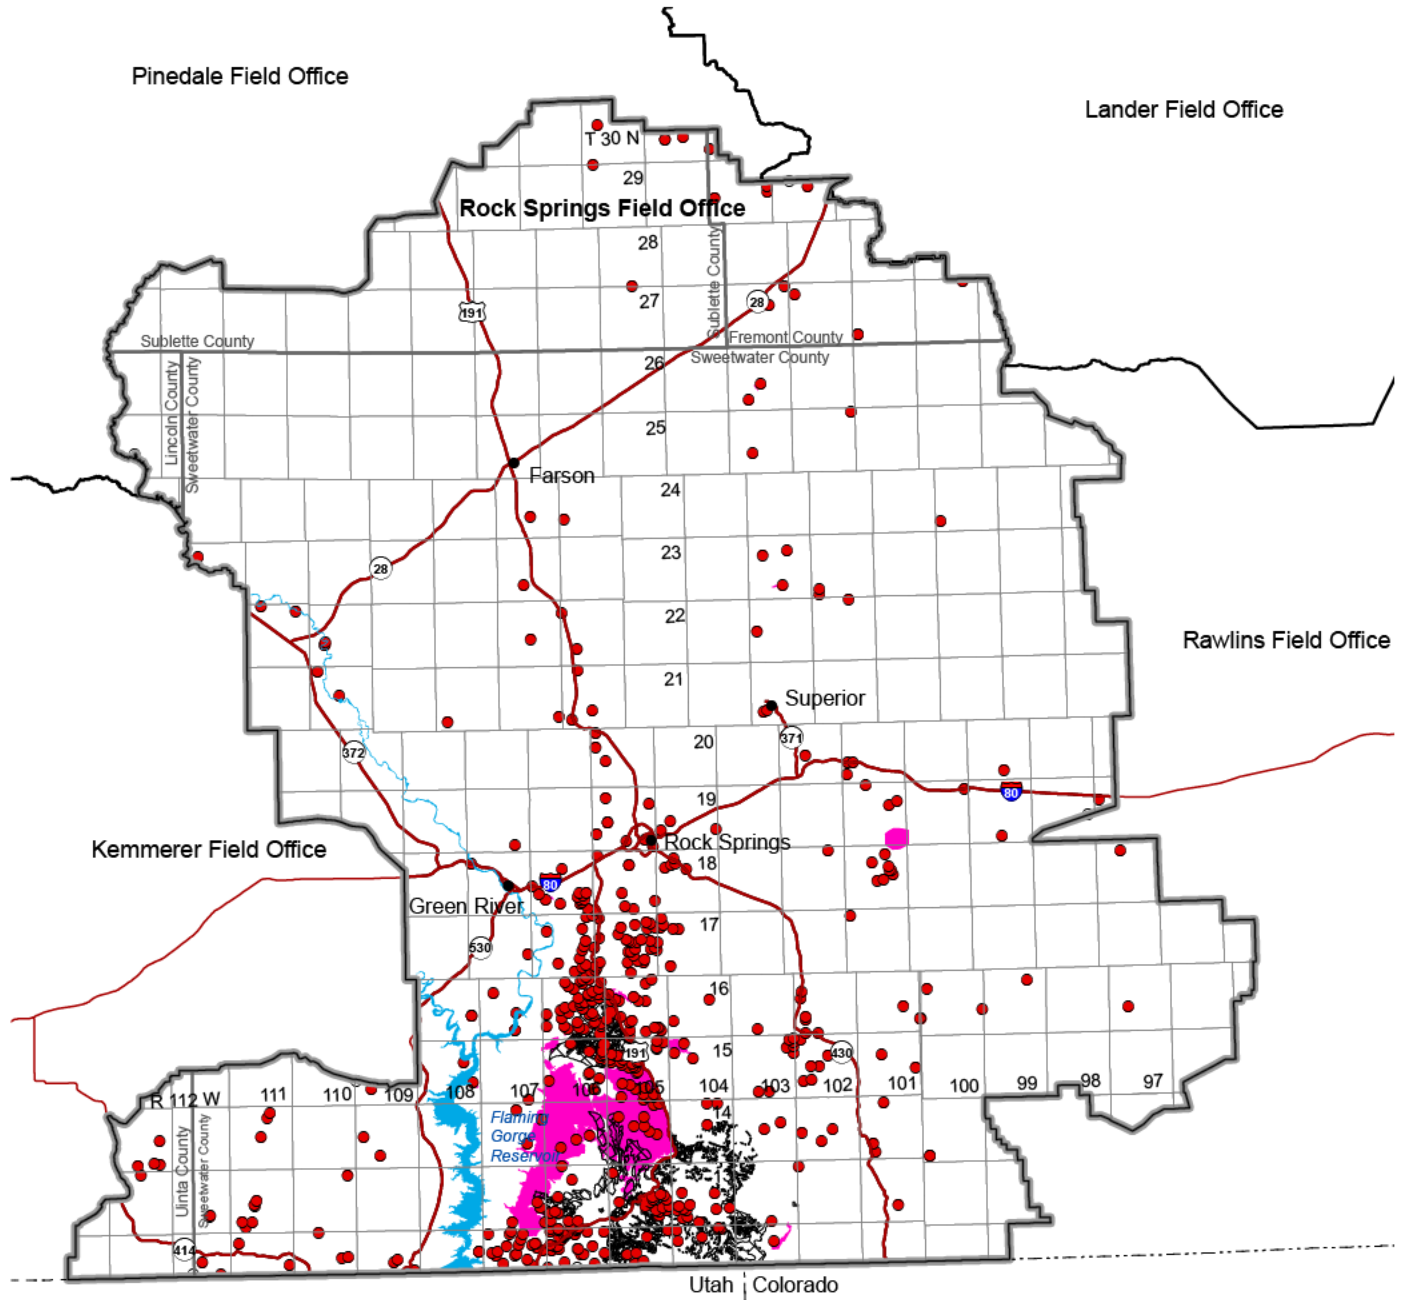 Pinedale Field Office
Lander Field Office
T 30 N
29
Rock Springs Field Office
28
Sublette County
27
191
28
Sublette County
Fremont County
26
Sweetwater County
Lincoln County
Sweetwater County
25
Farson
24
23
28
22
Rawlins Field Office
21
Superior
20
371
372
19
80
Rock Springs
Kemmerer Field Office
18
80
Green River
17
530
16
191
15
430
R 112 W
111
110
109
108
107
106
105
104
103
102
101
100
99
98
97
14
Flaming
Gorge
Reservoir
Uinta County
Sweetwater County
414
Utah
Colorado